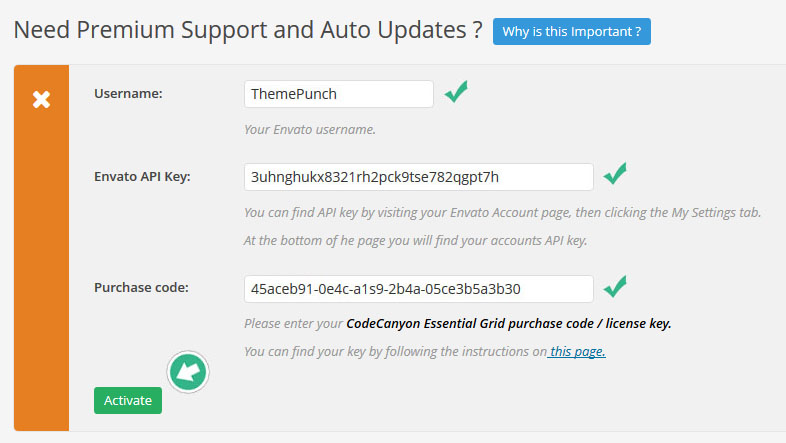 Need Premium Support and Auto Updates ? Why is this Important ?
Username: ThemePunch
Your Envato username.
Envato API Key: 3uhnghukx8321rh2pck9tse782qgpt7h
You can find API key by visiting your Envato Account page, then clicking the My Settings tab.
At the bottom of he page you will find your accounts API key.
Purchase code: 45aceb91-0e4c-a1s9-2b4a-05ce3b5a3b30
Please enter your CodeCanyon Essential Grid purchase code / license key.
You can find your key by following the instructions on this page.
Activate